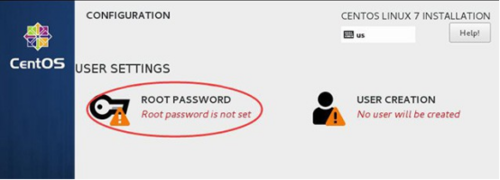 CONFIGURATION
CENTOS LINUX 7 INSTALLATION
us
Help!
CentOS
USER SETTINGS
ROOT PASSWORD
Root password is not set
USER CREATION
No user will be created